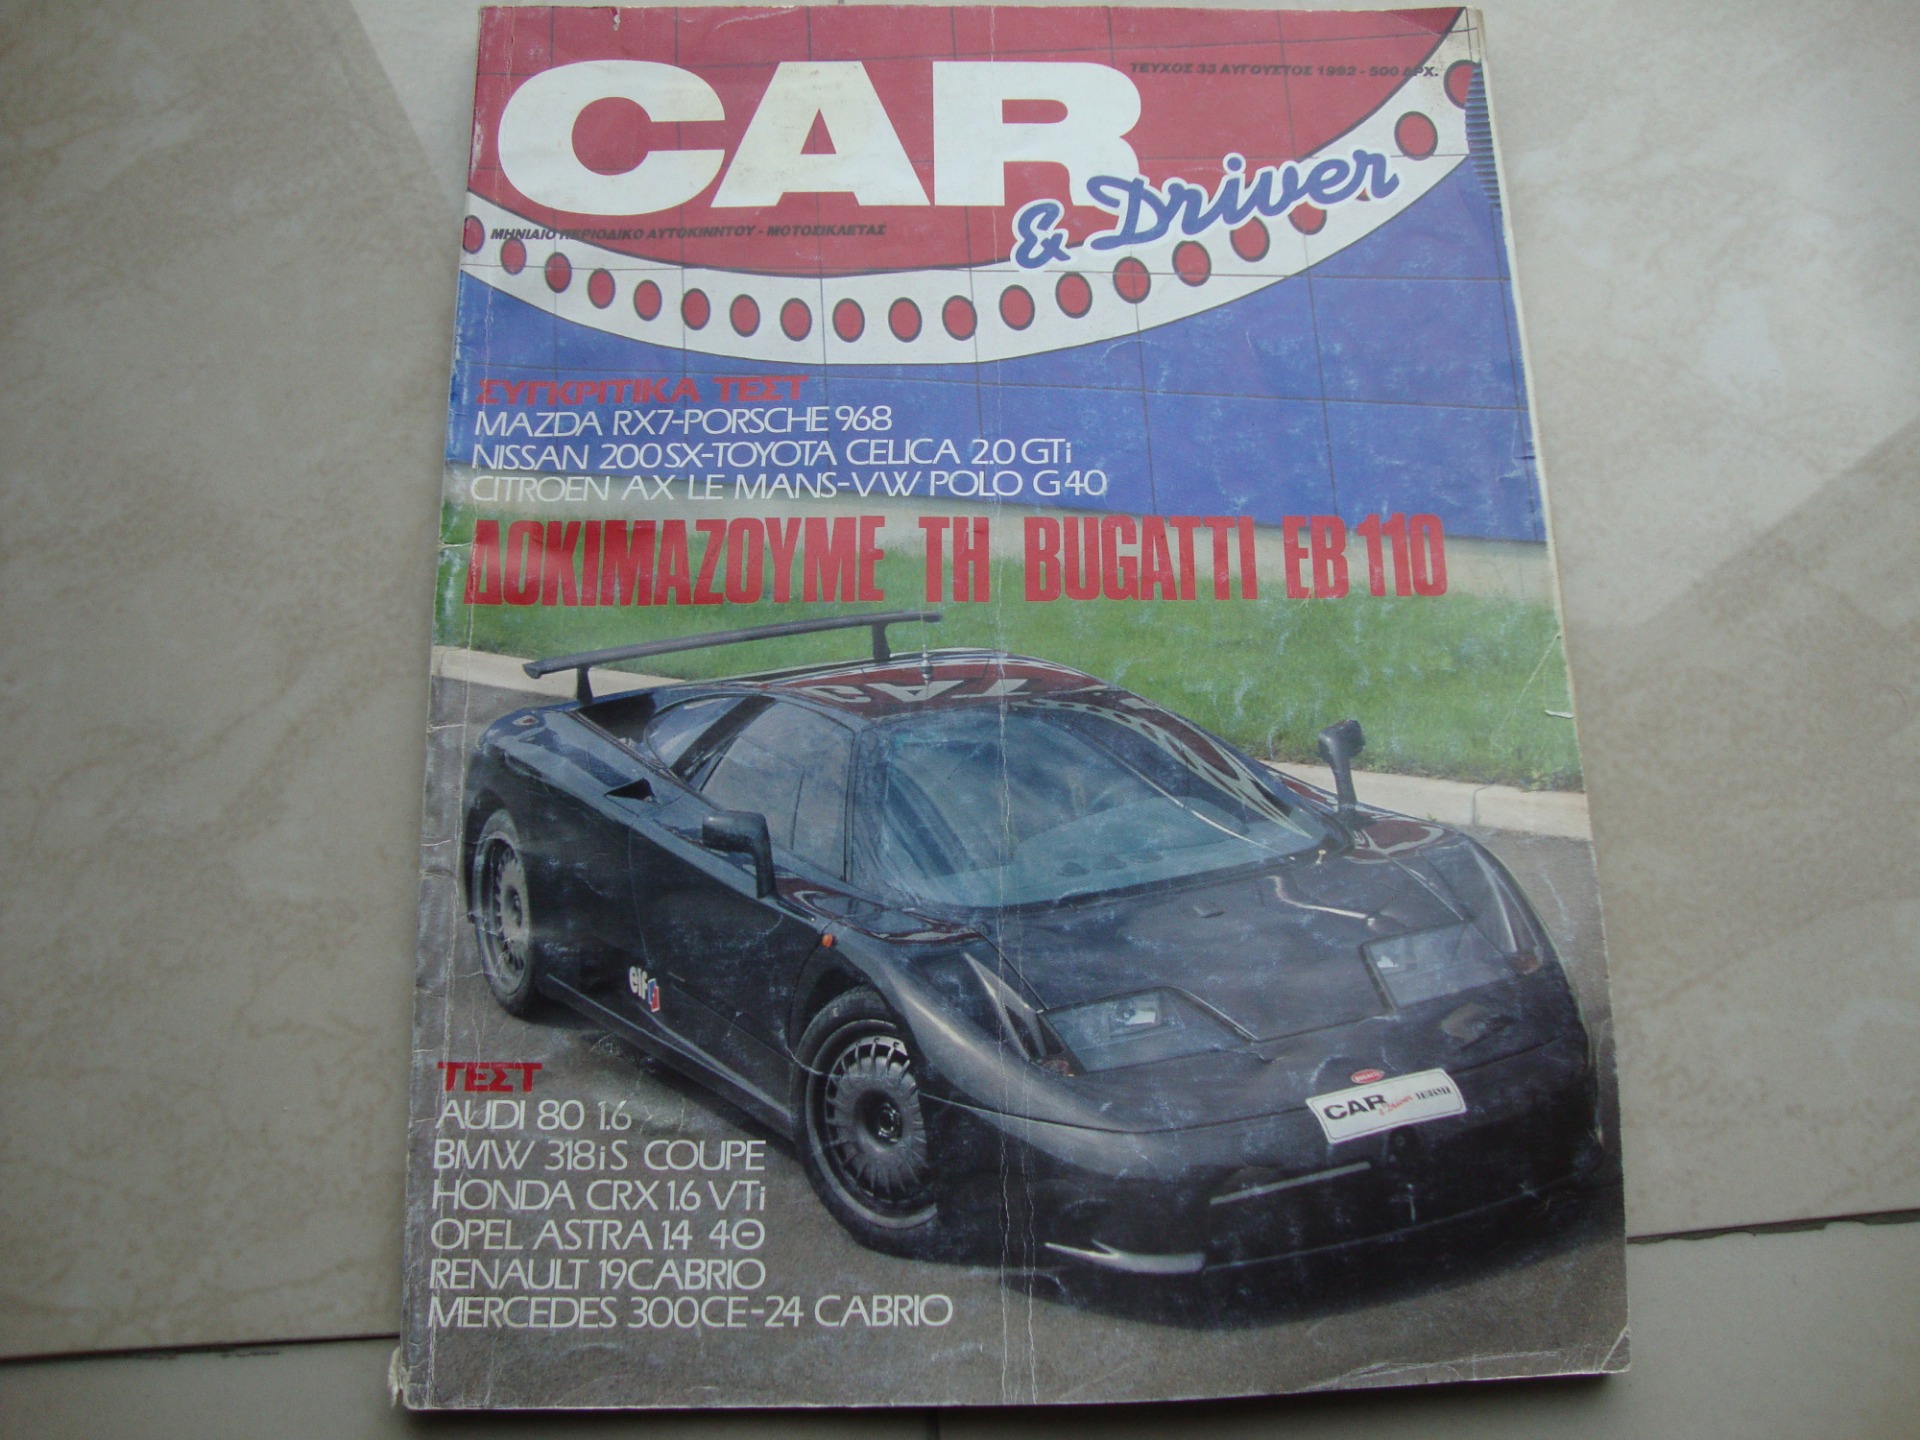 ΤΕΥΧΟΣ 33 ΑΥΓΟΥΣΤΟΣ 1992 - 500 ΔΡΧ.
CAR
& Driver
ΜΗΝΙΑΙΟ ΠΕΡΙΟΔΙΚΟ ΑΥΤΟΚΙΝΗΤΟΥ - ΜΟΤΟΣΙΚΛΕΤΑΣ
ΣΥΓΚΡΙΤΙΚΑ ΤΕΣΤ
MAZDA RX7-PORSCHE 968
NISSAN 200SX-TOYOTA CELICA 2.0 GTi
CITROEN AX LE MANS-VW POLO G40
ΔΟΚΙΜΑΖΟΥΜΕ ΤΗ BUGATTI EB 110
elf
BUGATTI
CAR & Driver
ΤΕΣΤ
AUDI 80 1.6
BMW 318iS COUPE
HONDA CRX 1.6 VTi
OPEL ASTRA 1.4 4Θ
RENAULT 19 CABRIO
MERCEDES 300CE-24 CABRIO